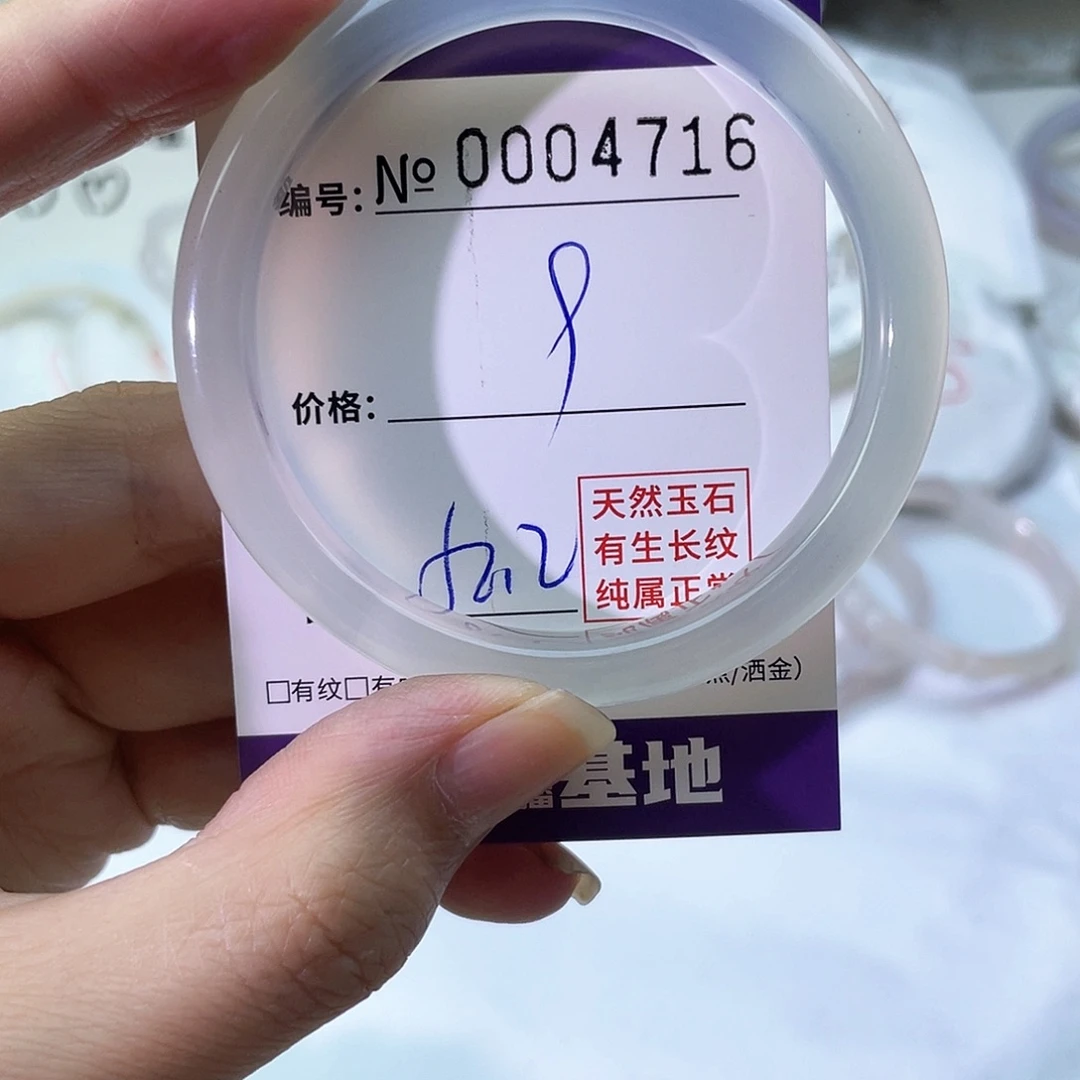 编号: № 0004716
价格:
天然玉石
有生长纹
纯属正常
□有纹□有
/洒金）
基地